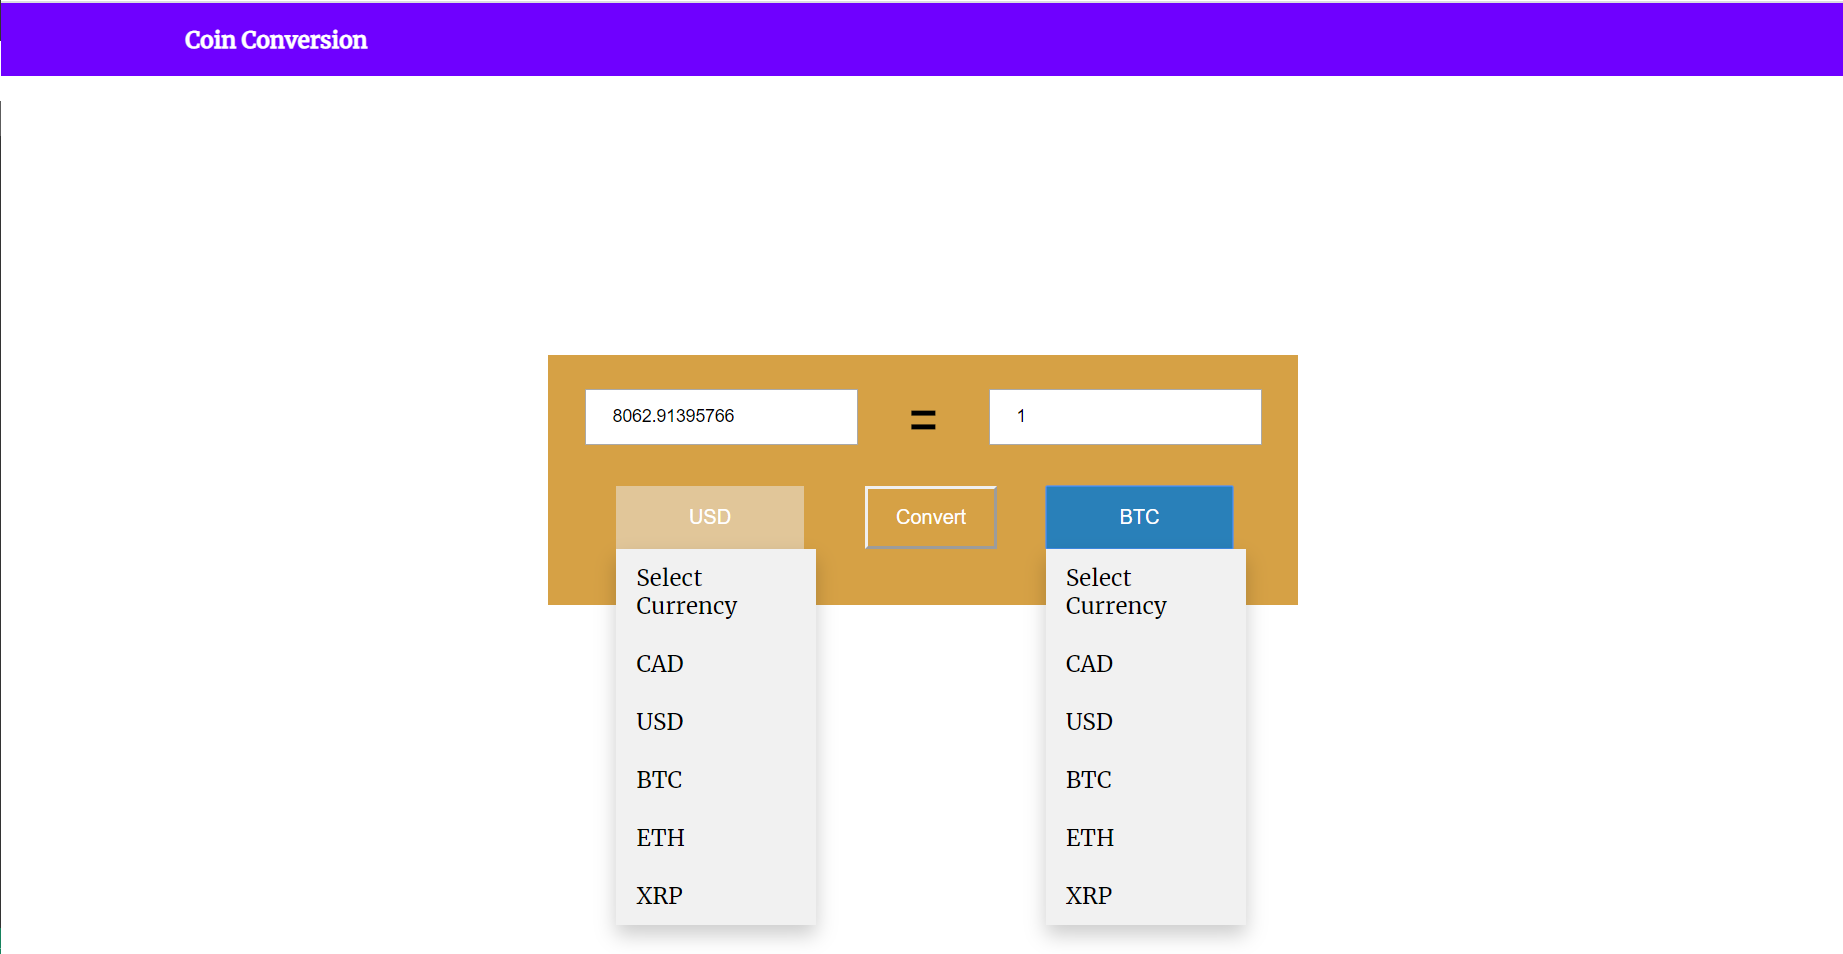 Coin Conversion
8062.91395766
=
1
USD
Convert
BTC
Select
Currency
CAD
USD
BTC
ETH
XRP
Select
Currency
CAD
USD
BTC
ETH
XRP